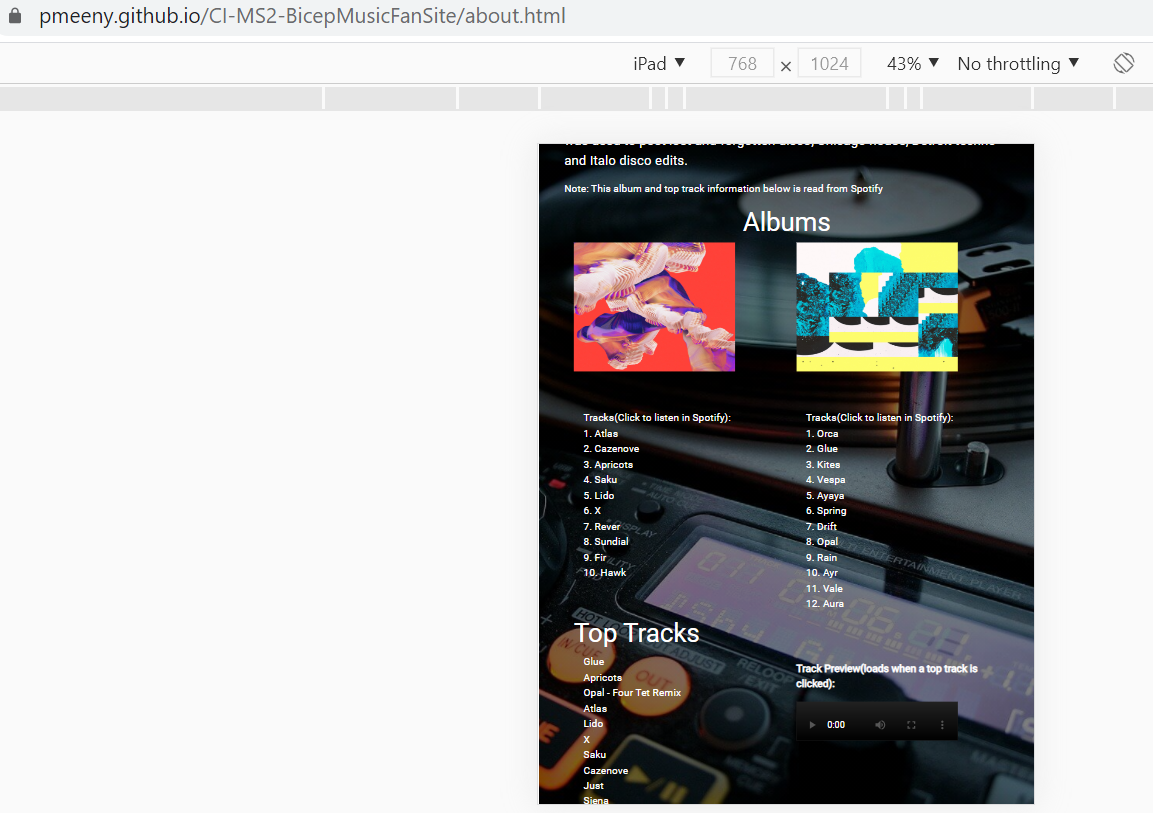 pmeeny.github.io/CI-MS2-BicepMusicFanSite/about.html
iPad ▼ 768 × 1024 43% ▼ No throttling ▼
and Italo disco edits.
Note: This album and top track information below is read from Spotify
Albums
Tracks(Click to listen in Spotify):
1. Atlas
2. Cazenove
3. Apricots
4. Saku
5. Lido
6. X
7. Rever
8. Sundial
9. Fir
10. Hawk
Tracks(Click to listen in Spotify):
1. Orca
2. Glue
3. Kites
4. Vespa
5. Ayaya
6. Spring
7. Drift
8. Opal
9. Rain
10. Ayr
11. Vale
12. Aura
Top Tracks
Glue
Apricots
Opal - Four Tet Remix
Atlas
Lido
X
Saku
Cazenove
Just
Siena
Track Preview(loads when a top track is
clicked):
0:00
IN/CUE
OUT
RELOOP
EXIT